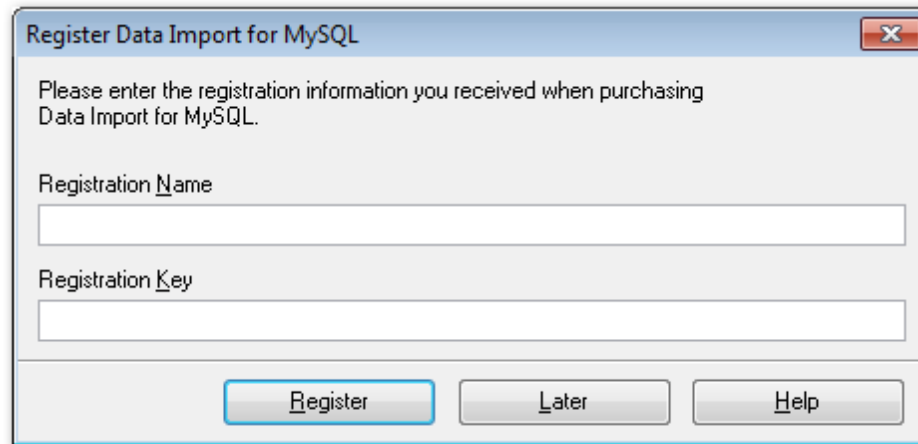 Register Data Import for MySQL
Please enter the registration information you received when purchasing
Data Import for MySQL.
Registration Name
Registration Key
Register Later Help